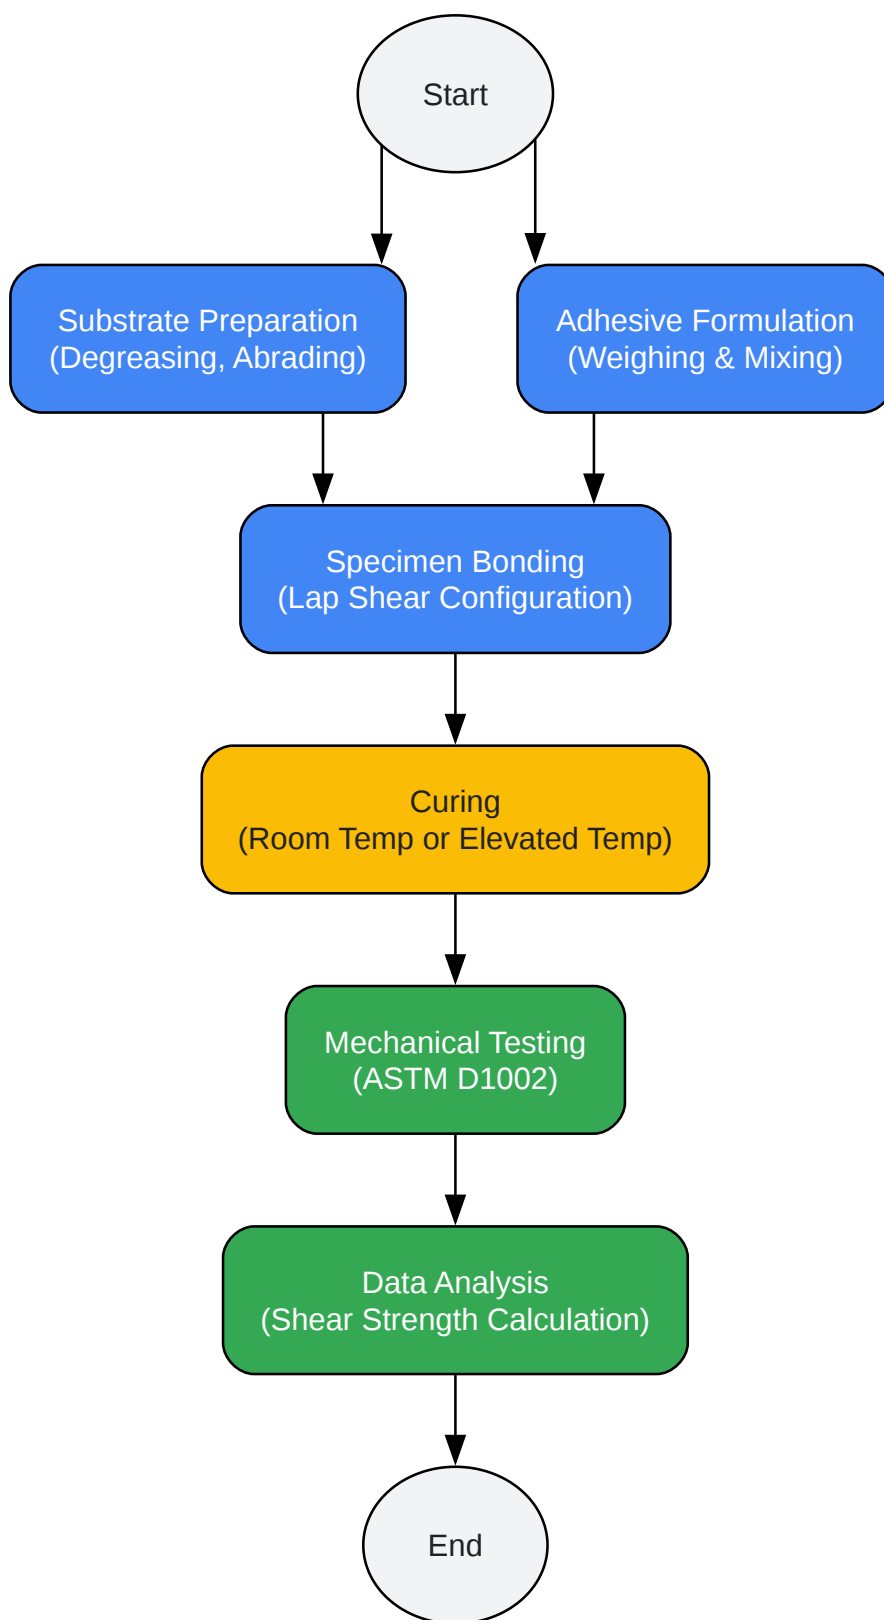 Start
Substrate Preparation
(Degreasing, Abrading)
Adhesive Formulation
(Weighing & Mixing)
Specimen Bonding
(Lap Shear Configuration)
Curing
(Room Temp or Elevated Temp)
Mechanical Testing
(ASTM D1002)
Data Analysis
(Shear Strength Calculation)
End